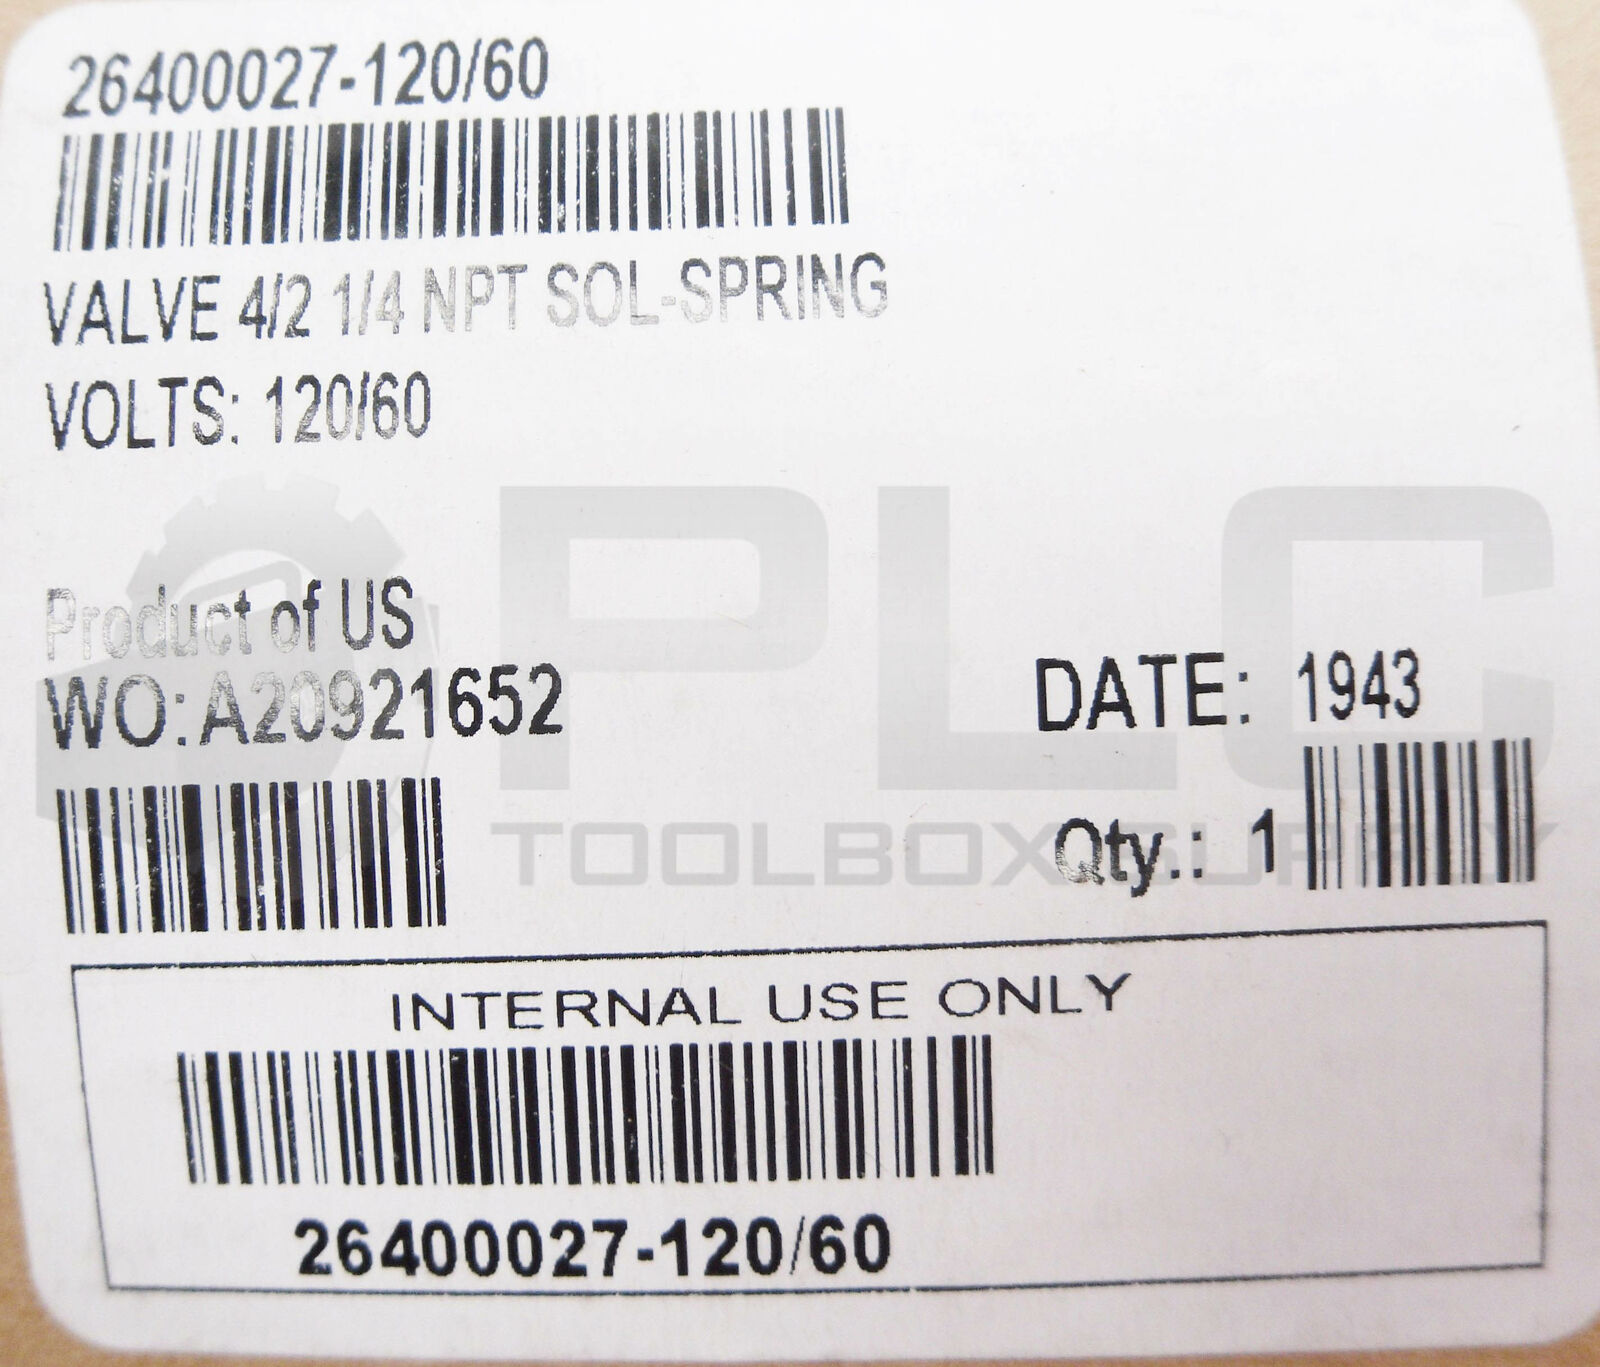 26400027-120/60
VALVE 4/2 1/4 NPT SOL-SPRING
VOLTS: 120/60
PLC
TOOLBOX SUPPLY
Product of US
WO: A20921652
DATE: 1943
Qty.: 1
INTERNAL USE ONLY
26400027-120/60